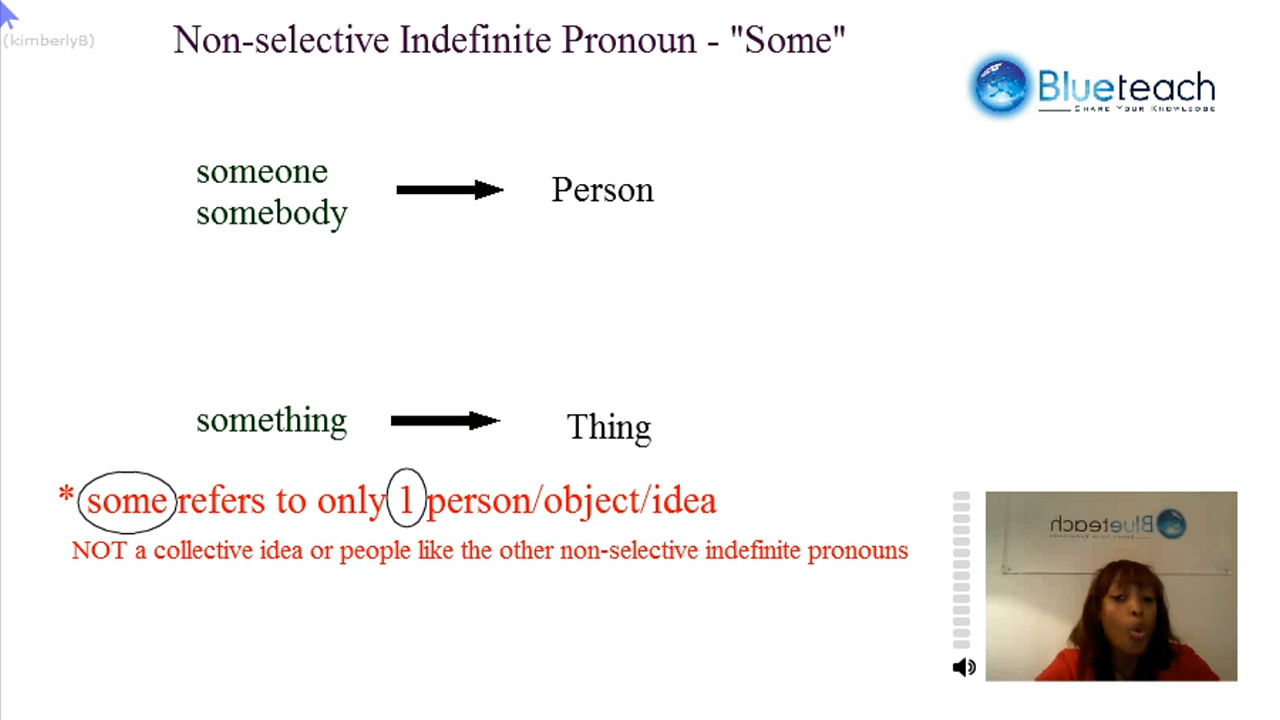 (kimberlyB)
Non-selective Indefinite Pronoun - "Some"
Blueteach
Share Your Knowledge
someone
somebody
Person
something
Thing
* some refers to only 1 person/object/idea
NOT a collective idea or people like the other non-selective indefinite pronouns
Blueteach